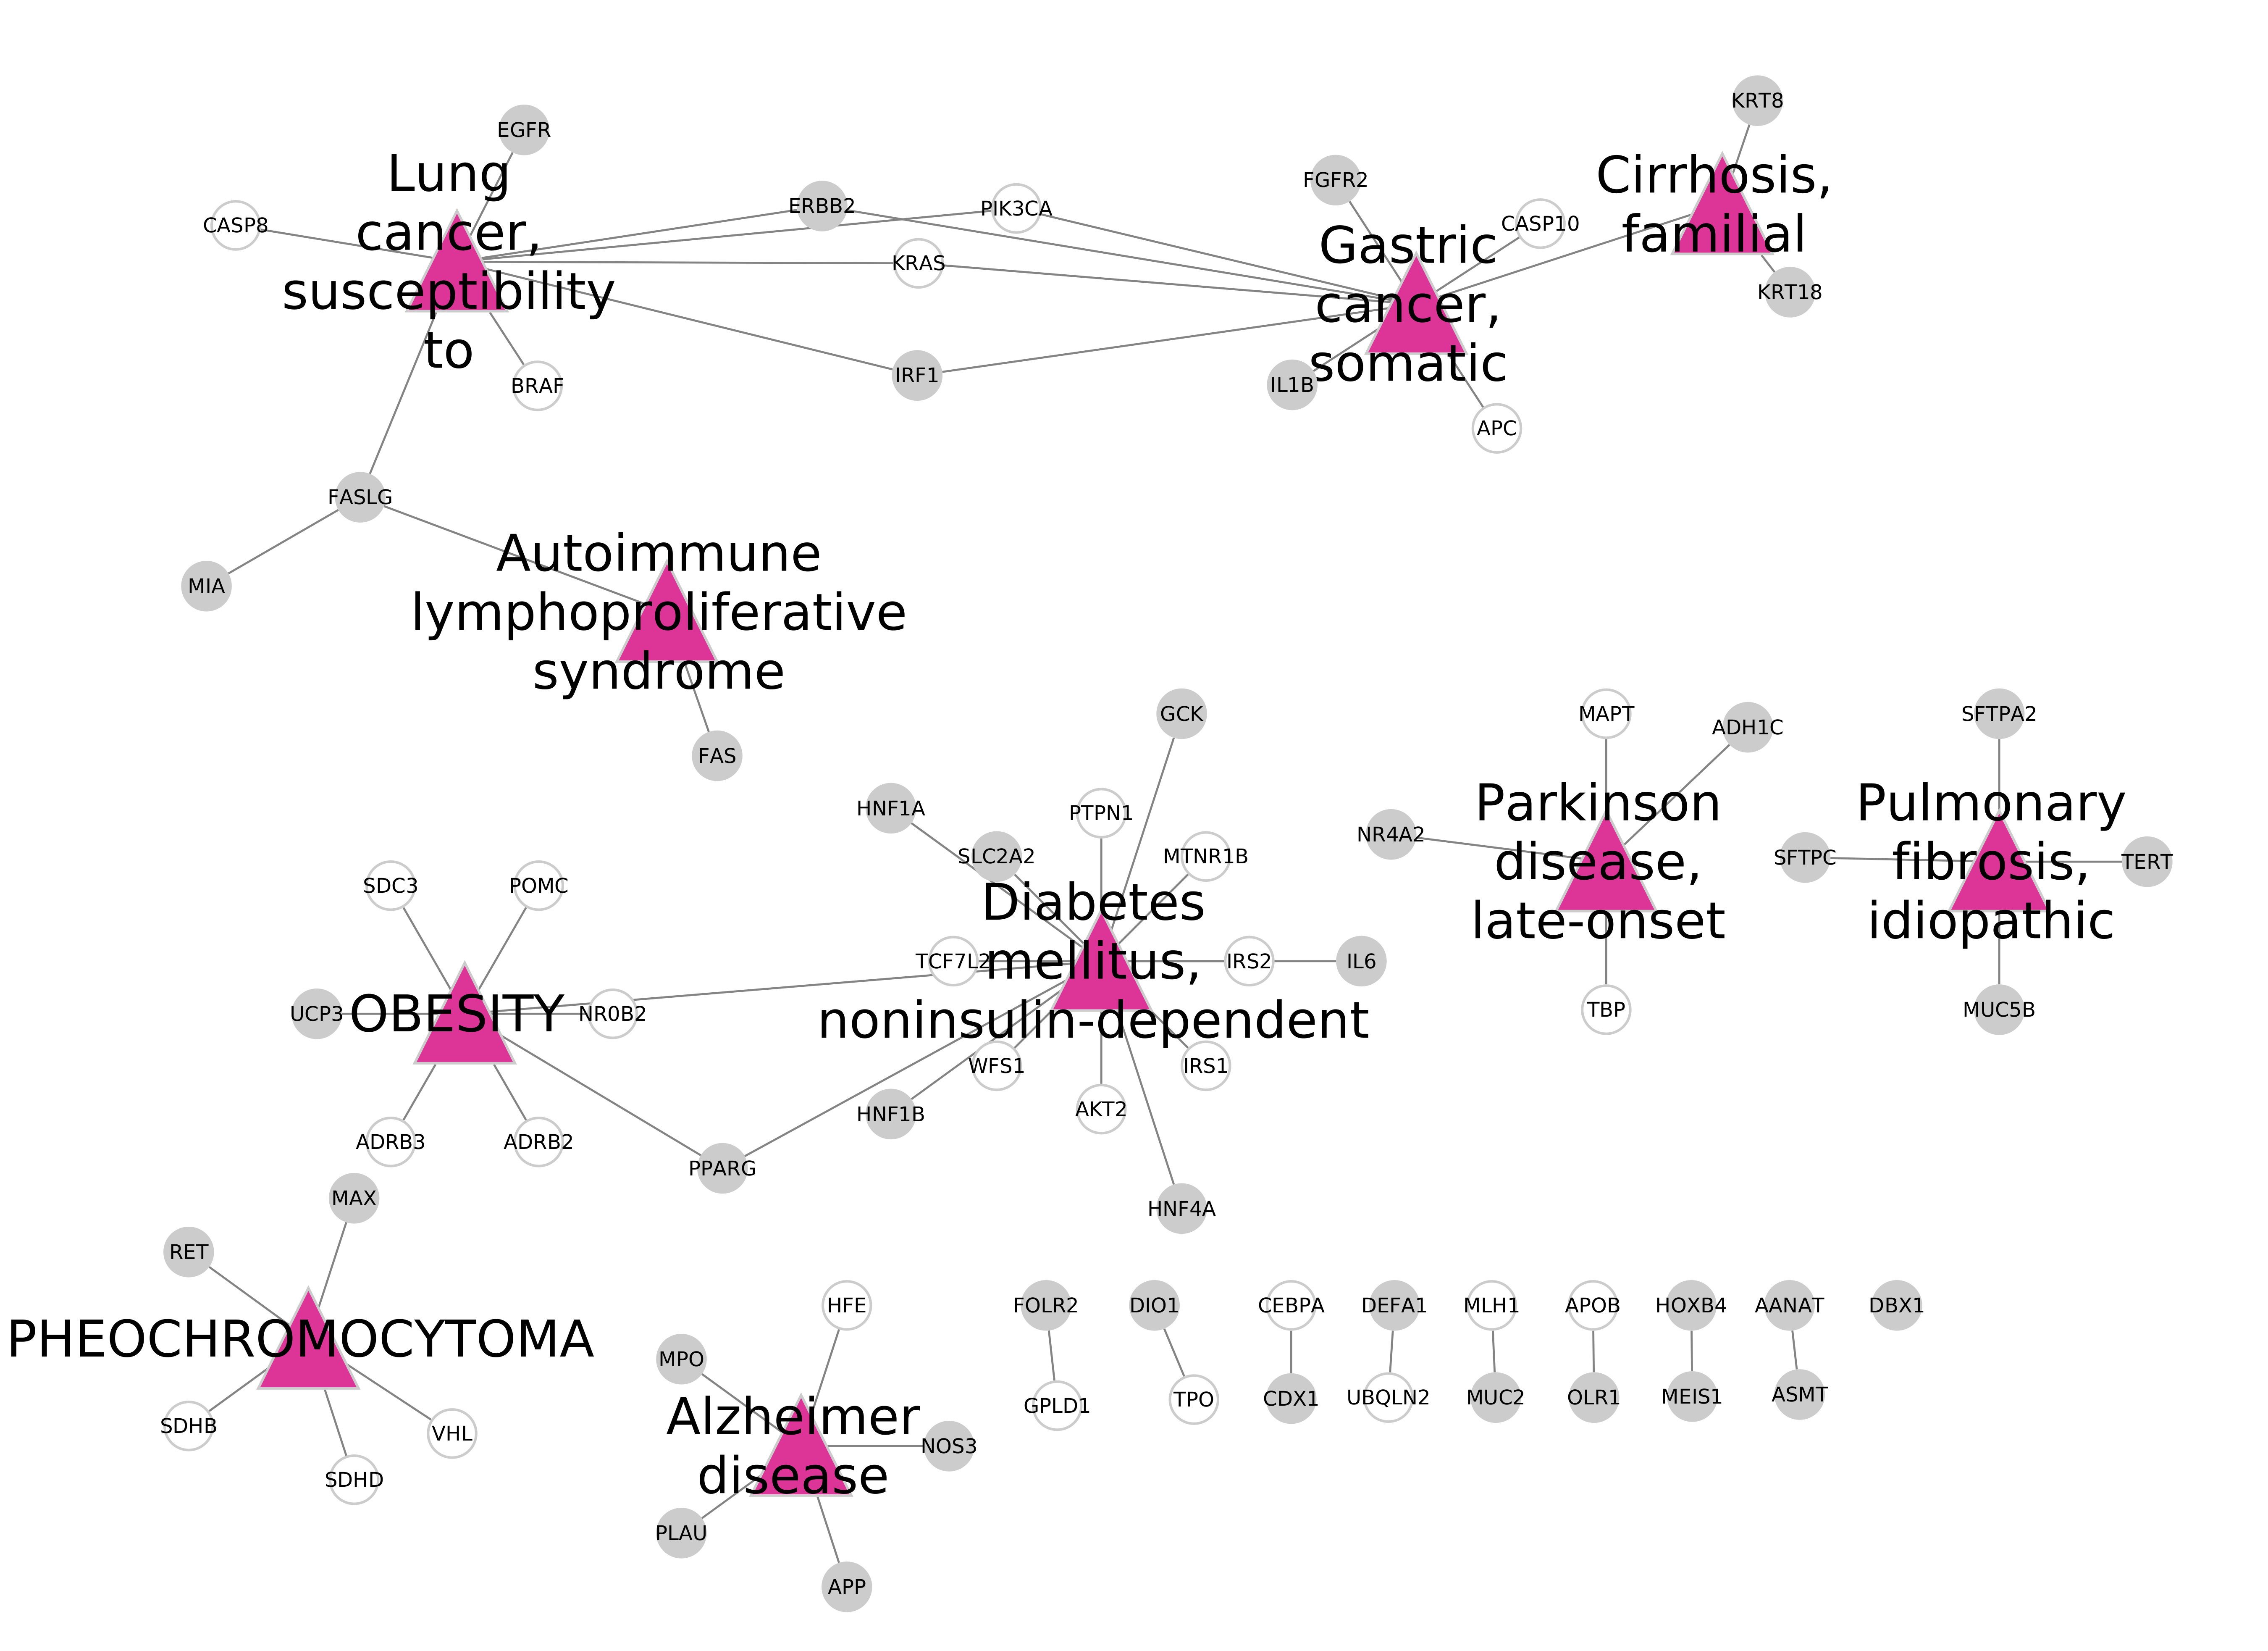 KRT8
EGFR
Lung
cancer,
susceptibility
to
CASP8
ERBB2
PIK3CA
KRAS
IRF1
BRAF
FGFR2
CASP10
Gastric
cancer,
somatic
IL1B
APC
Cirrhosis,
familial
KRT18
FASLG
MIA
Autoimmune
lymphoproliferative
syndrome
FAS
GCK
HNF1A
SLC2A2
PTPN1
MTNR1B
Diabetes
mellitus,
noninsulin-dependent
TCF7L2
IRS2
IL6
WFS1
IRS1
HNF1B
AKT2
HNF4A
PPARG
MAPT
ADH1C
NR4A2
Parkinson
disease,
late-onset
TBP
SFTPA2
SFTPC
Pulmonary
fibrosis,
idiopathic
TERT
MUC5B
SDC3
POMC
UCP3
OBESITY
NR0B2
ADRB3
ADRB2
MAX
RET
PHEOCHROMOCYTOMA
SDHB
VHL
SDHD
HFE
MPO
Alzheimer
disease
NOS3
PLAU
APP
FOLR2
GPLD1
DIO1
TPO
CEBPA
CDX1
DEFA1
UBQLN2
MLH1
MUC2
APOB
OLR1
HOXB4
MEIS1
AANAT
ASMT
DBX1